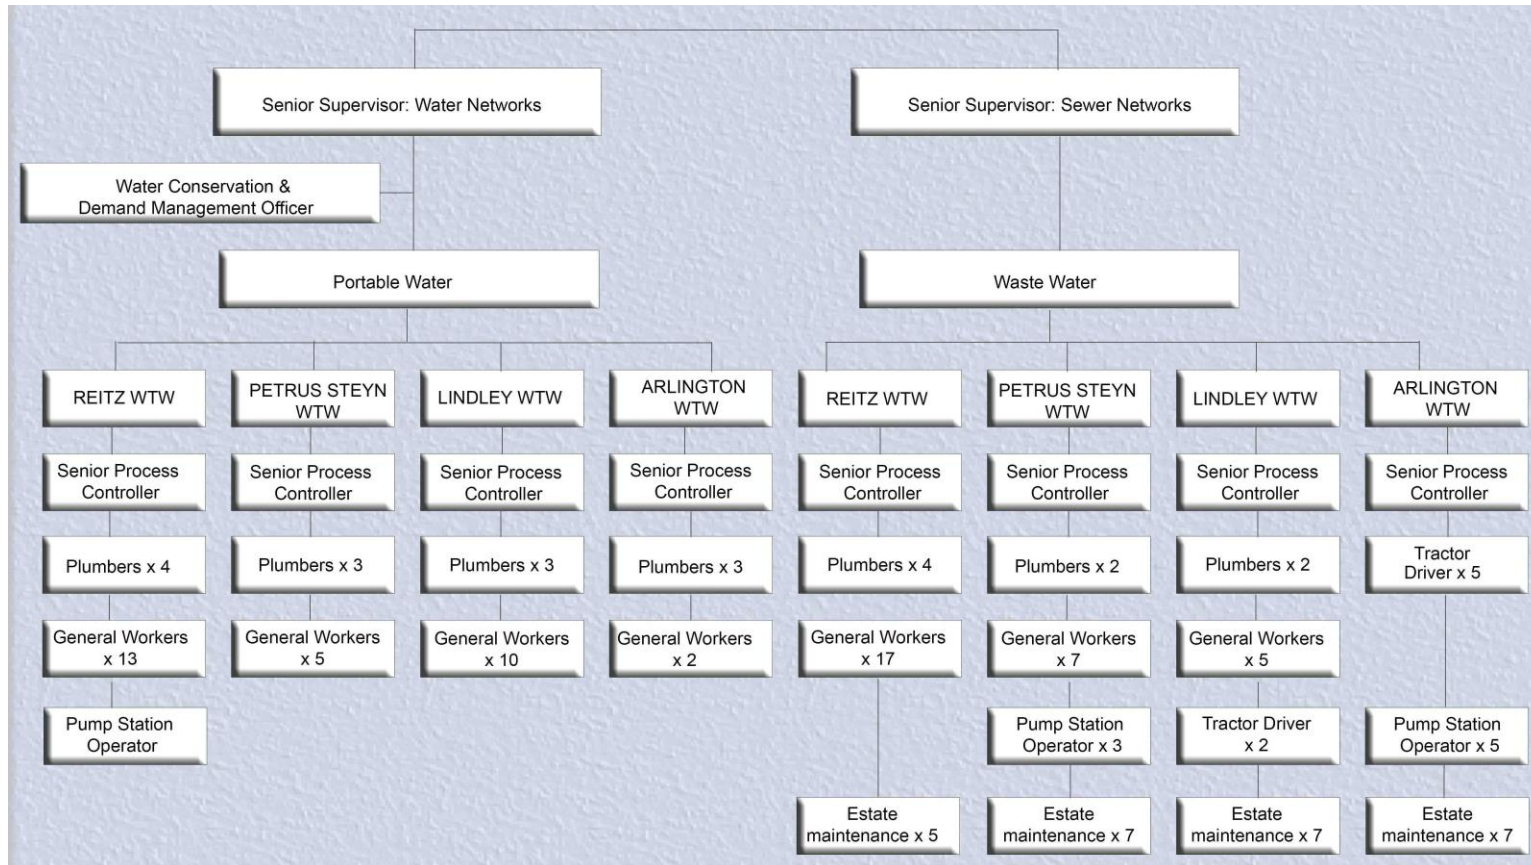 Senior Supervisor: Water Networks
Senior Supervisor: Sewer Networks
Water Conservation &
Demand Management Officer
Portable Water
Waste Water
REITZ WTW
PETRUS STEYN
WTW
LINDLEY WTW
ARLINGTON
WTW
REITZ WTW
PETRUS STEYN
WTW
LINDLEY WTW
ARLINGTON
WTW
Senior Process
Controller
Senior Process
Controller
Senior Process
Controller
Senior Process
Controller
Senior Process
Controller
Senior Process
Controller
Senior Process
Controller
Senior Process
Controller
Plumbers x 4
Plumbers x 3
Plumbers x 3
Plumbers x 3
Plumbers x 4
Plumbers x 2
Plumbers x 2
Tractor
Driver x 5
General Workers
x 13
General Workers
x 5
General Workers
x 10
General Workers
x 2
General Workers
x 17
General Workers
x 7
General Workers
x 5
Pump Station
Operator
Pump Station
Operator x 3
Tractor Driver
x 2
Pump Station
Operator x 5
Estate
maintenance x 5
Estate
maintenance x 7
Estate
maintenance x 7
Estate
maintenance x 7